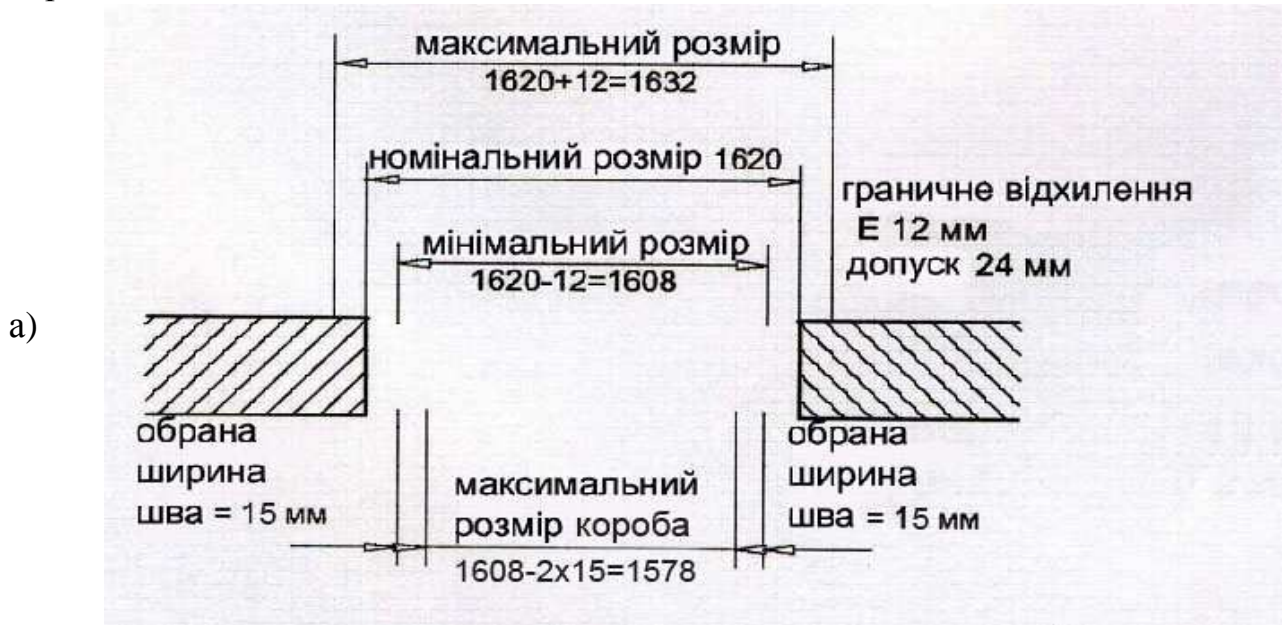 максимальний розмір
1620+12=1632
номінальний розмір 1620
граничне відхилення
Е 12 мм
допуск 24 мм
мінімальний розмір
1620-12=1608
а)
обрана
ширина
шва = 15 мм
максимальний
розмір короба
1608-2х15=1578
обрана
ширина
шва = 15 мм